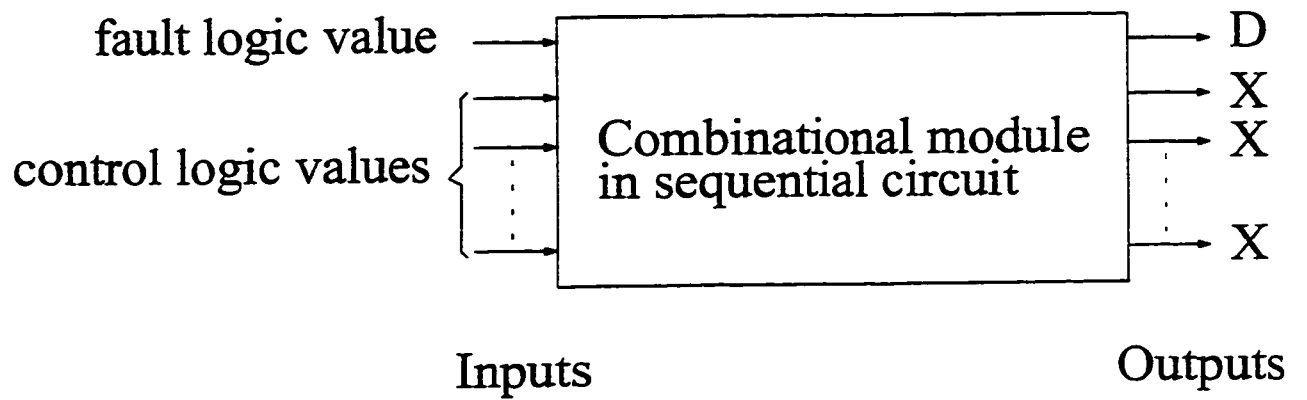 fault logic value
D
X
Combinational module
X
control logic values
in sequential circuit
X
Inputs
Outputs